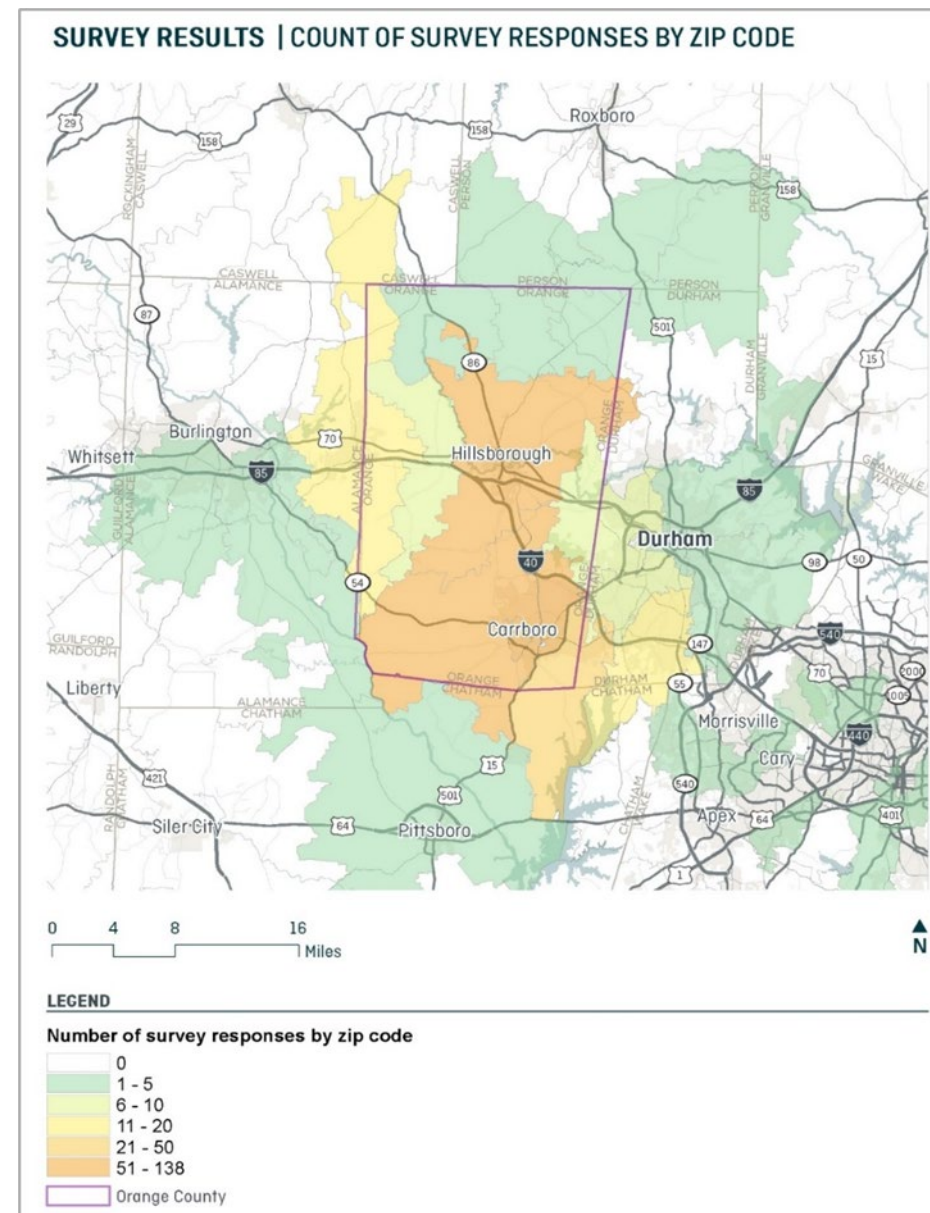 SURVEY RESULTS | COUNT OF SURVEY RESPONSES BY ZIP CODE
Roxboro
29
158
158
158
ROCKINGHAM
CASWELL
CASWELL
PERSON
PERSON
GRANVILLE
CASWELL
ALAMANCE
CASWELL
ORANGE
PERSON
ORANGE
PERSON
DURHAM
87
501
15
86
DURHAM
GRANVILLE
ORANGE
DURHAM
Burlington
70
Hillsborough
Whitsett
85
ALAMANCE
ORANGE
GRANVILLE
WAKE
85
GUILFORD
ALAMANCE
Durham
98
50
40
54
ORANGE
DURHAM
Carrboro
540
GUILFORD
RANDOLPH
147
70
2000
Liberty
ORANGE
CHATHAM
DURHAM
CHATHAM
55
1005
ALAMANCE
CHATHAM
Morrisville
440
Cary
15
421
RANDOLPH
CHATHAM
501
540
CHATHAM
WAKE
Siler City
64
Pittsboro
Apex
64
401
1
0 4 8 16
Miles
N
LEGEND
Number of survey responses by zip code
0
1 - 5
6 - 10
11 - 20
21 - 50
51 - 138
Orange County